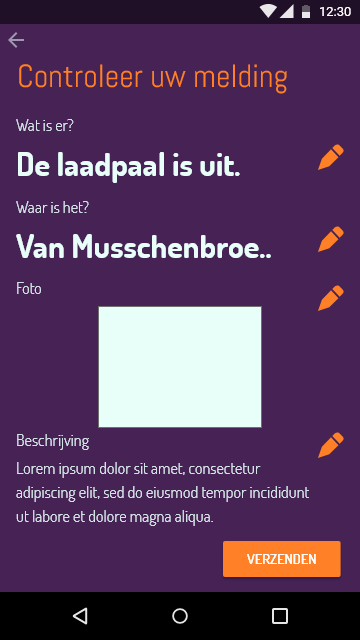 12:30
Controleer uw melding
Wat is er?
De laadpaal is uit.
Waar is het?
Van Musschenbroe..
Foto
Beschrijving
Lorem ipsum dolor sit amet, consectetur
adipiscing elit, sed do eiusmod tempor incididunt
ut labore et dolore magna aliqua.
VERZENDEN